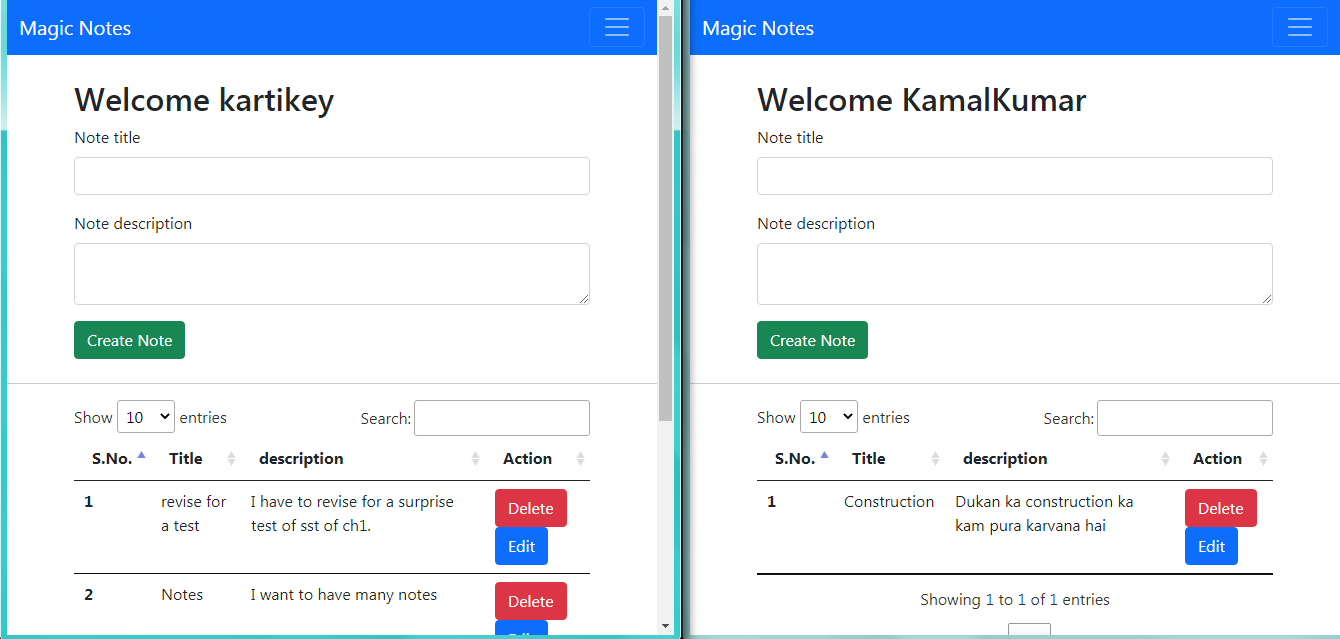 Magic Notes
Welcome kartikey
Note title
Note description
Create Note
Show 10 entries Search:
S.No. Title description Action
1 revise for I have to revise for a surprise Delete
a test test of sst of ch1.
Edit
2 Notes I want to have many notes Delete
Magic Notes
Welcome KamalKumar
Note title
Note description
Create Note
Show 10 entries Search:
S.No. Title description Action
1 Construction Dukan ka construction ka Delete
kam pura karvana hai
Edit
Showing 1 to 1 of 1 entries